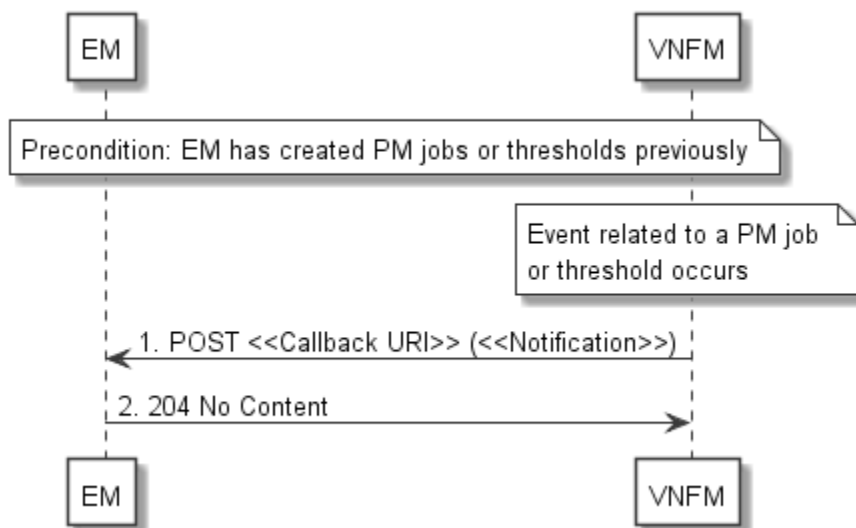 EM
VNFM
Precondition: EM has created PM jobs or thresholds previously
Event related to a PM job
or threshold occurs
1. POST <<Callback URI>> (<<Notification>>)
2. 204 No Content
EM
VNFM